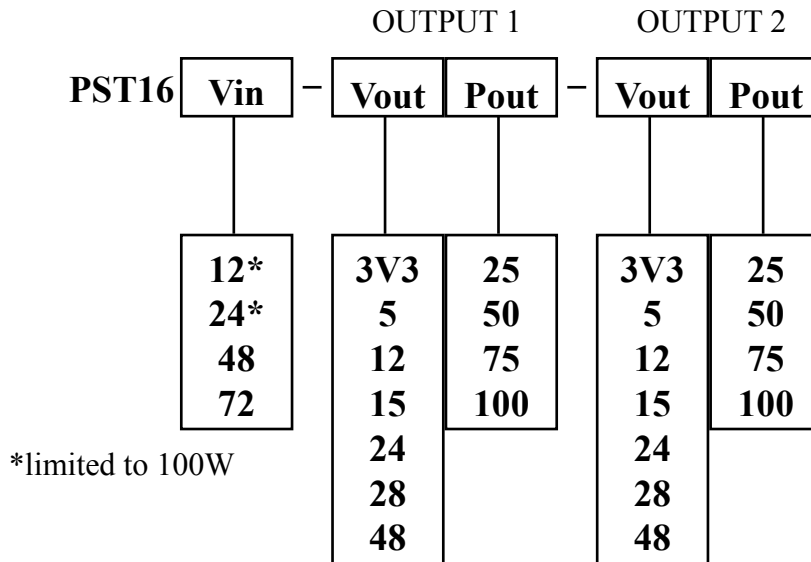 OUTPUT 1 OUTPUT 2
PST16 Vin – Vout Pout – Vout Pout
12* 3V3 25 3V3 25
24* 5 50 5 50
48 12 75 12 75
72 15 100 15 100
*limited to 100W 24 24
28 28
48 48